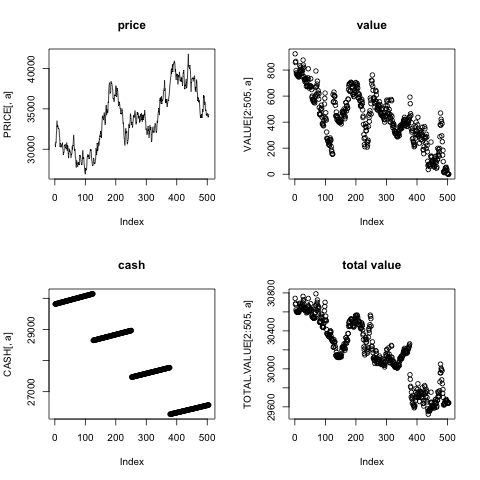 price
PRICE[, a]
30000 35000 40000
0 100 200 300 400 500
Index
value
VALUE[2:505, a]
0 200 400 600 800
0 100 200 300 400 500
Index
cash
CASH[, a]
27000 29000
0 100 200 300 400 500
Index
total value
TOTAL.VALUE[2:505, a]
29600 30000 30400 30800
0 100 200 300 400 500
Index